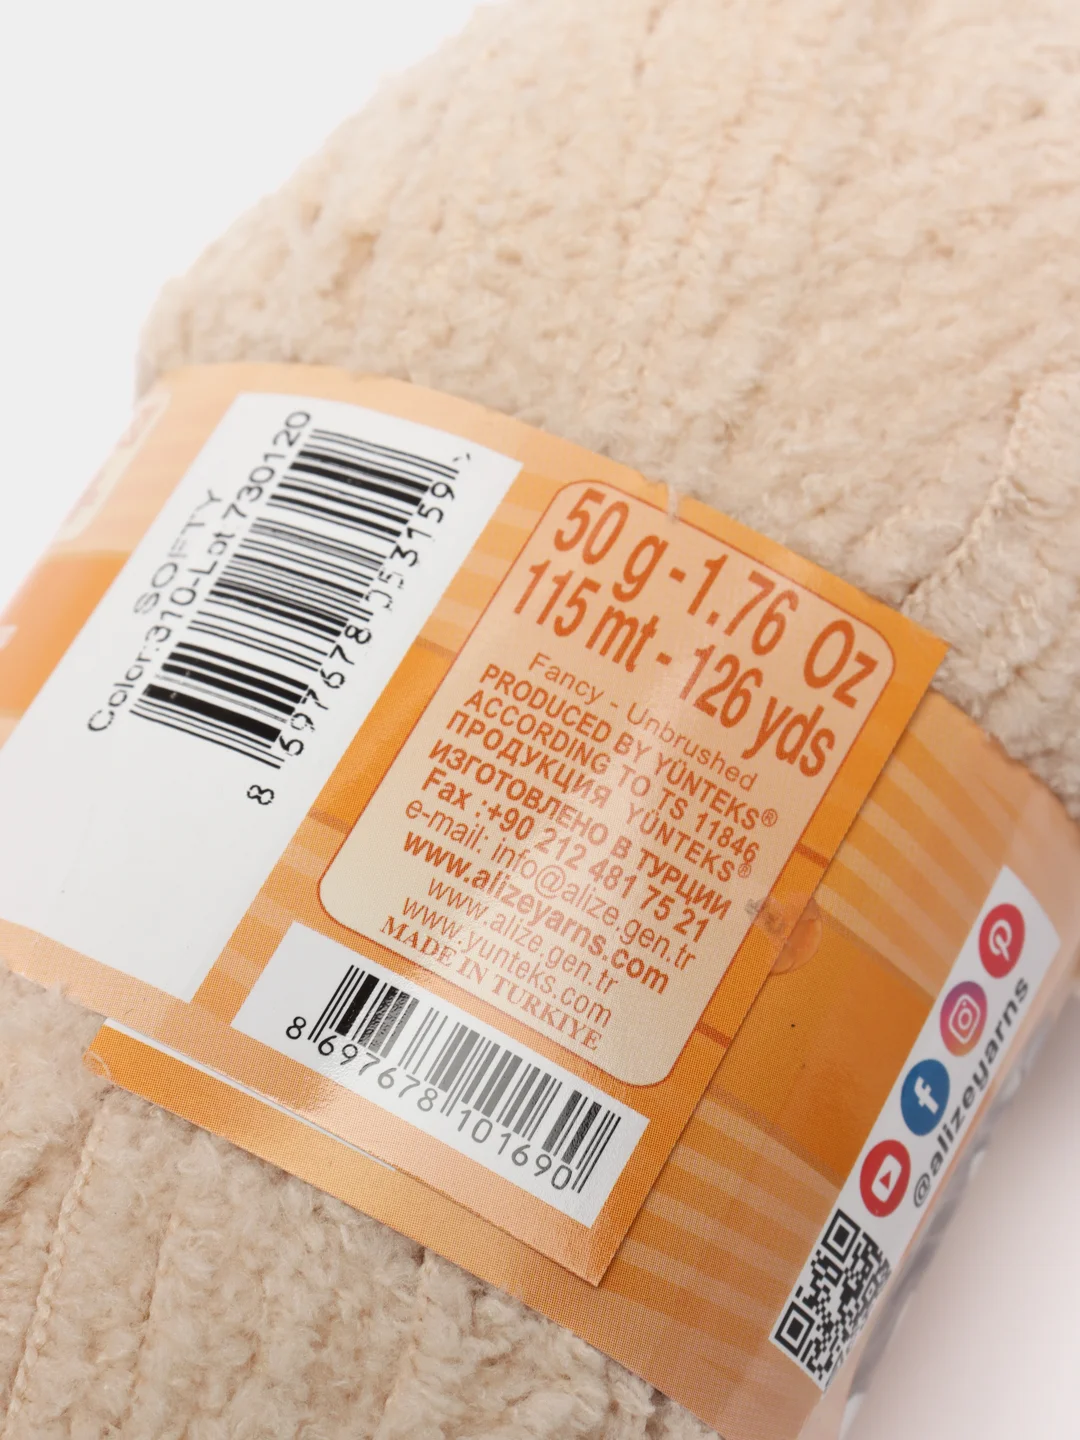 SOFTY
Color:310-Lot 730120
8 697678 553159
50 g - 1.76 Oz
115 mt - 126 yds
Fancy - Unbrushed
PRODUCED BY YÜNTEKS®
ACCORDING TO TS 11846
ПРОДУКЦИЯ YÜNTEKS®
ИЗГОТОВЛЕНО В ТУРЦИИ
Fax :+90 212 481 75 21
e-mail: info@alize.gen.tr
www.alizeyarns.com
www.alize.gen.tr
www.yunteks.com
MADE IN TURKIYE
8 697678 101690
@alizeyarns